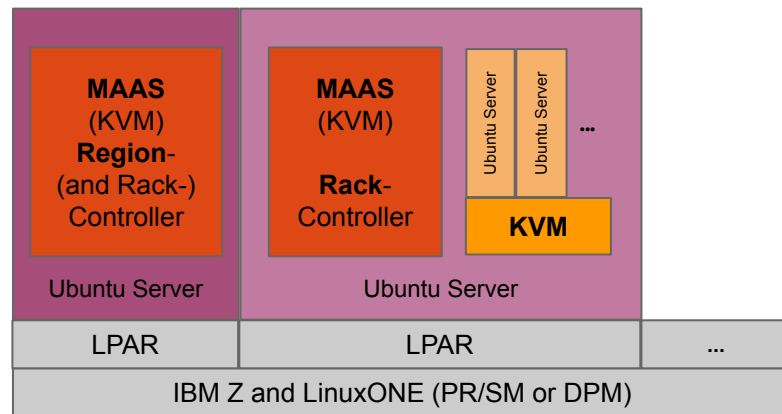 MAAS
(KVM)
Region-
(and Rack-)
Controller
Ubuntu Server
MAAS
(KVM)
Rack-
Controller
Ubuntu Server
Ubuntu Server
...
KVM
Ubuntu Server
LPAR
LPAR
...
IBM Z and LinuxONE (PR/SM or DPM)